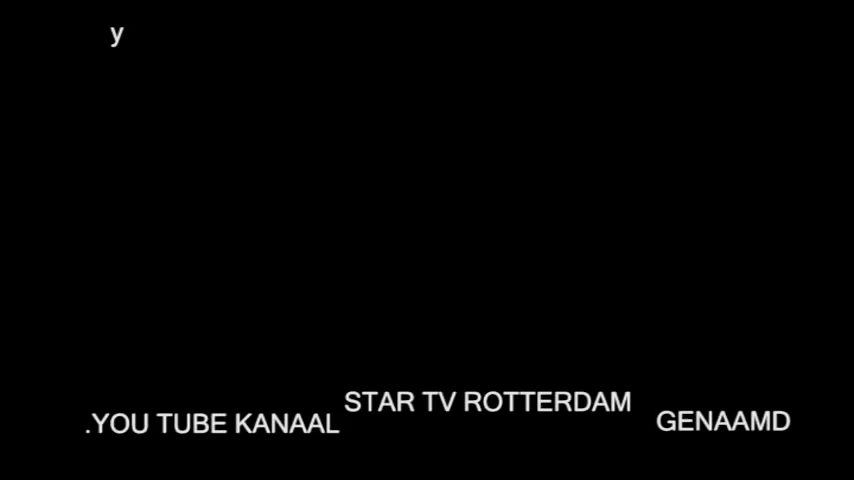 y
STAR TV ROTTERDAM
.YOU TUBE KANAAL
GENAAMD